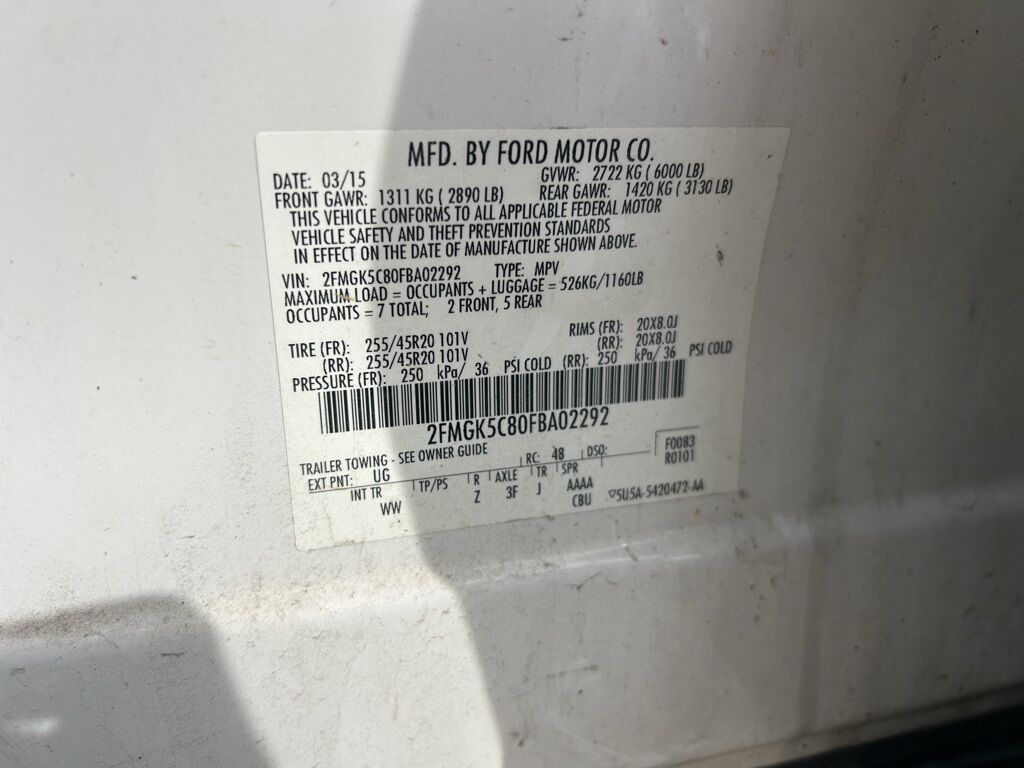 MFD. BY FORD MOTOR CO.
DATE: 03/15 GVWR: 2722 KG ( 6000 LB)
FRONT GAWR: 1311 KG ( 2890 LB) REAR GAWR: 1420 KG ( 3130 LB)
THIS VEHICLE CONFORMS TO ALL APPLICABLE FEDERAL MOTOR
VEHICLE SAFETY AND THEFT PREVENTION STANDARDS
IN EFFECT ON THE DATE OF MANUFACTURE SHOWN ABOVE.
VIN: 2FMGK5C80FBA02292 TYPE: MPV
MAXIMUM LOAD = OCCUPANTS + LUGGAGE = 526KG/1160LB
OCCUPANTS = 7 TOTAL; 2 FRONT, 5 REAR
TIRE (FR): 255/45R20 101V RIMS (FR): 20X8.0J
(RR): 255/45R20 101V (RR): 20X8.0J
PRESSURE (FR): 250 kPa/ 36 PSI COLD (RR): 250 kPa/ 36 PSI COLD
2FMGK5C80FBA02292
TRAILER TOWING - SEE OWNER GUIDE
F0083
R0101
EXT PNT: UG RC: 48 DSO:
INT TR TP/PS R AXLE TR SPR
WW Z 3F J AAAA
CBU 5U5A-5420472-AA